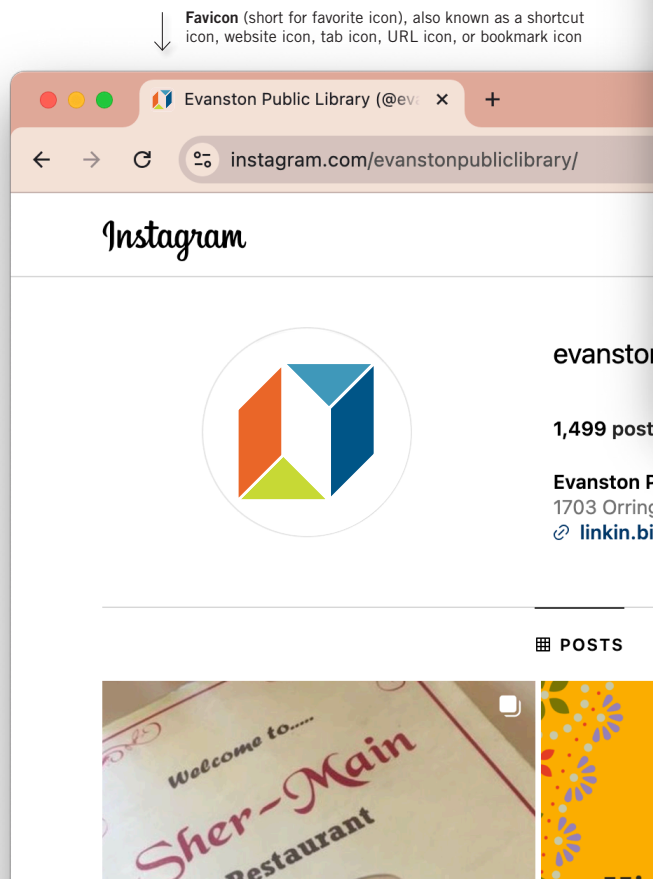 Favicon (short for favorite icon), also known as a shortcut
icon, website icon, tab icon, URL icon, or bookmark icon
Evanston Public Library (@eva
instagram.com/evanstonpubliclibrary/
Instagram
evansto
1,499 post
Evanston P
1703 Orring
linkin.bi
POSTS
Welcome to.....
Sher-Main
Restaurant